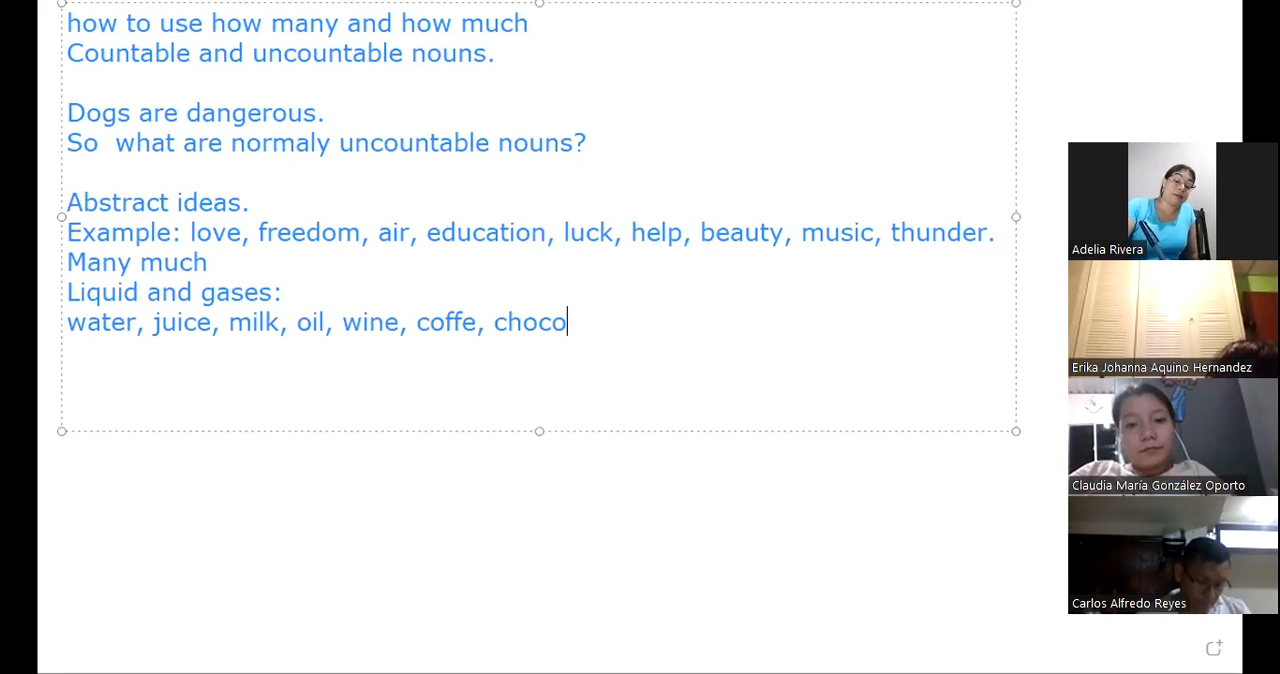 how to use how many and how much
Countable and uncountable nouns.
Dogs are dangerous.
So  what are normaly uncountable nouns?
Abstract ideas.
Example: love, freedom, air, education, luck, help, beauty, music, thunder.
Many much
Liquid and gases:
water, juice, milk, oil, wine, coffe, choco
Adelia Rivera
Erika Johanna Aquino Hernandez
Claudia María González Oporto
Carlos Alfredo Reyes